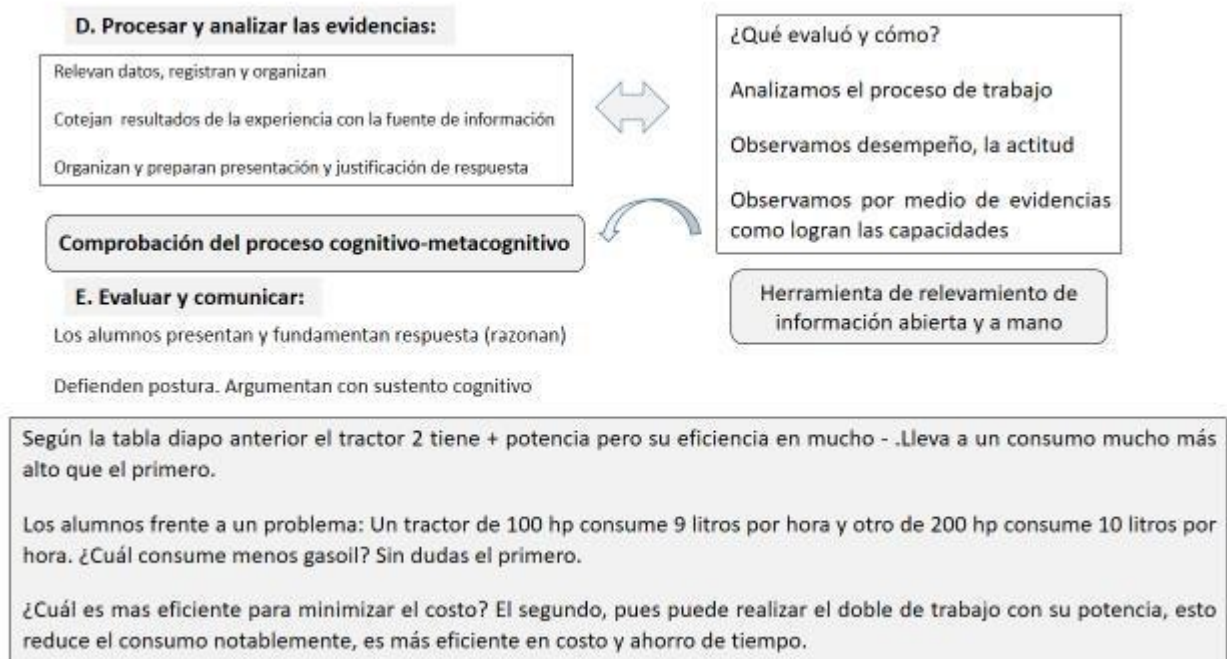 D. Procesar y analizar las evidencias:
Relevan datos, registran y organizan
Cotejan resultados de la experiencia con la fuente de información
Organizan y preparan presentación y justificación de respuesta
¿Qué evaluó y cómo?
Analizamos el proceso de trabajo
Observamos desempeño, la actitud
Observamos por medio de evidencias
como logran las capacidades
Comprobación del proceso cognitivo-metacognitivo
Herramienta de relevamiento de
información abierta y a mano
E. Evaluar y comunicar:
Los alumnos presentan y fundamentan respuesta (razonan)
Defienden postura. Argumentan con sustento cognitivo
Según la tabla diapo anterior el tractor 2 tiene + potencia pero su eficiencia en mucho - .Lleva a un consumo mucho más
alto que el primero.
Los alumnos frente a un problema: Un tractor de 100 hp consume 9 litros por hora y otro de 200 hp consume 10 litros por
hora. ¿Cuál consume menos gasoil? Sin dudas el primero.
¿Cuál es mas eficiente para minimizar el costo? El segundo, pues puede realizar el doble de trabajo con su potencia, esto
reduce el consumo notablemente, es más eficiente en costo y ahorro de tiempo.